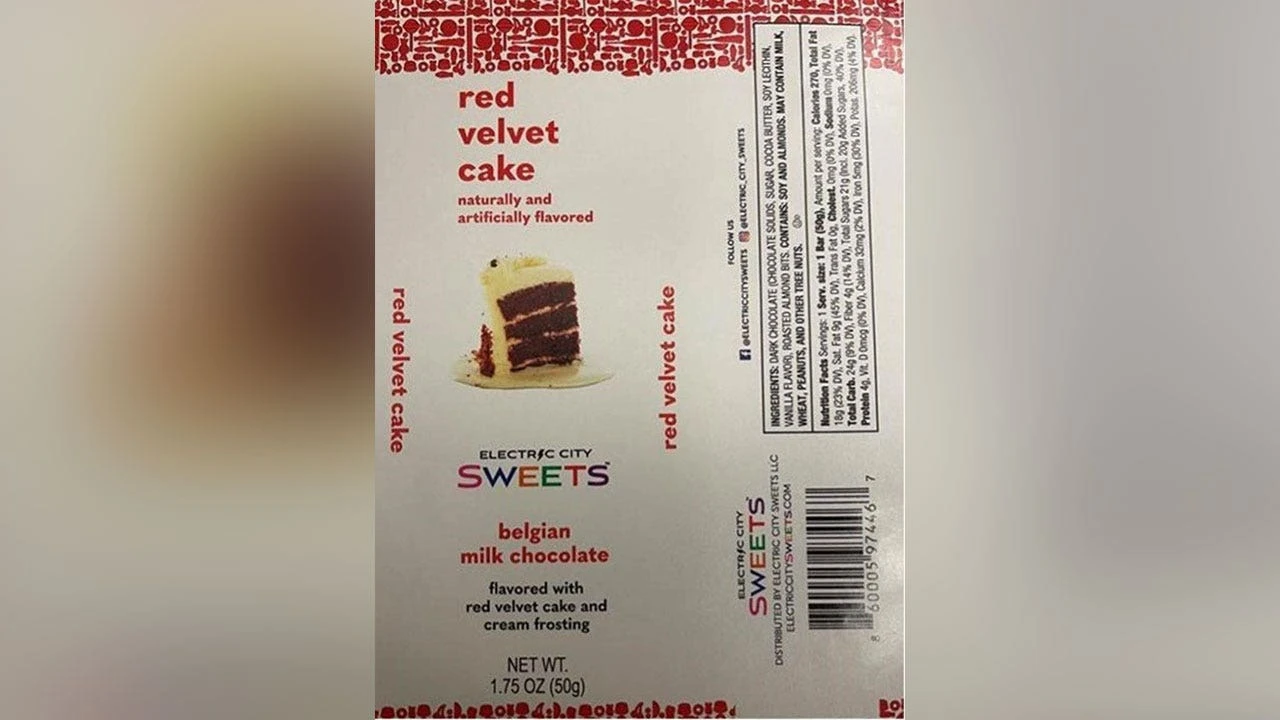 red
velvet
cake
naturally and
artificially flavored
red velvet cake
red velvet cake
ELECTRIC CITY
SWEETS™
belgian
milk chocolate
flavored with
red velvet cake and
cream frosting
NET WT.
1.75 OZ (50g)
FOLLOW US
@ELECTRICCITYSWEETS @ELECTRIC_CITY_SWEETS
INGREDIENTS: DARK CHOCOLATE (CHOCOLATE SOLIDS, SUGAR, COCOA BUTTER, SOY LECITHIN,
VANILLA FLAVOR), ROASTED ALMOND BITS. CONTAINS: SOY AND ALMONDS. MAY CONTAIN MILK,
WHEAT, PEANUTS, AND OTHER TREE NUTS.
Nutrition Facts Servings: 1 Serv. size: 1 Bar (50g), Amount per serving: Calories 270, Total Fat
18g (23% DV), Sat. Fat 9g (45% DV), Trans Fat 0g, Cholest. 0mg (0% DV), Sodium 0mg (0% DV),
Total Carb. 24g (9% DV), Fiber 4g (14% DV), Total Sugars 21g (Incl. 20g Added Sugars, 40% DV),
Protein 4g, Vit. D 0mcg (0% DV), Calcium 32mg (2% DV), Iron 5mg (30% DV), Potas. 206mg (4% DV).
ELECTRIC CITY
SWEETS™
DISTRIBUTED BY ELECTRIC CITY SWEETS LLC
ELECTRICCITYSWEETS.COM
8 60005 97446 7